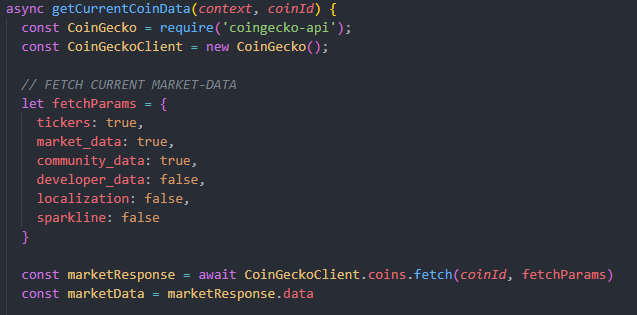 async getCurrentCoinData(context, coinId) {
const CoinGecko = require('coingecko-api');
const CoinGeckoClient = new CoinGecko();
// FETCH CURRENT MARKET-DATA
let fetchParams = {
tickers: true,
market_data: true,
community_data: true,
developer_data: false,
localization: false,
sparkline: false
}
const marketResponse = await CoinGeckoClient.coins.fetch(coinId, fetchParams)
const marketData = marketResponse.data